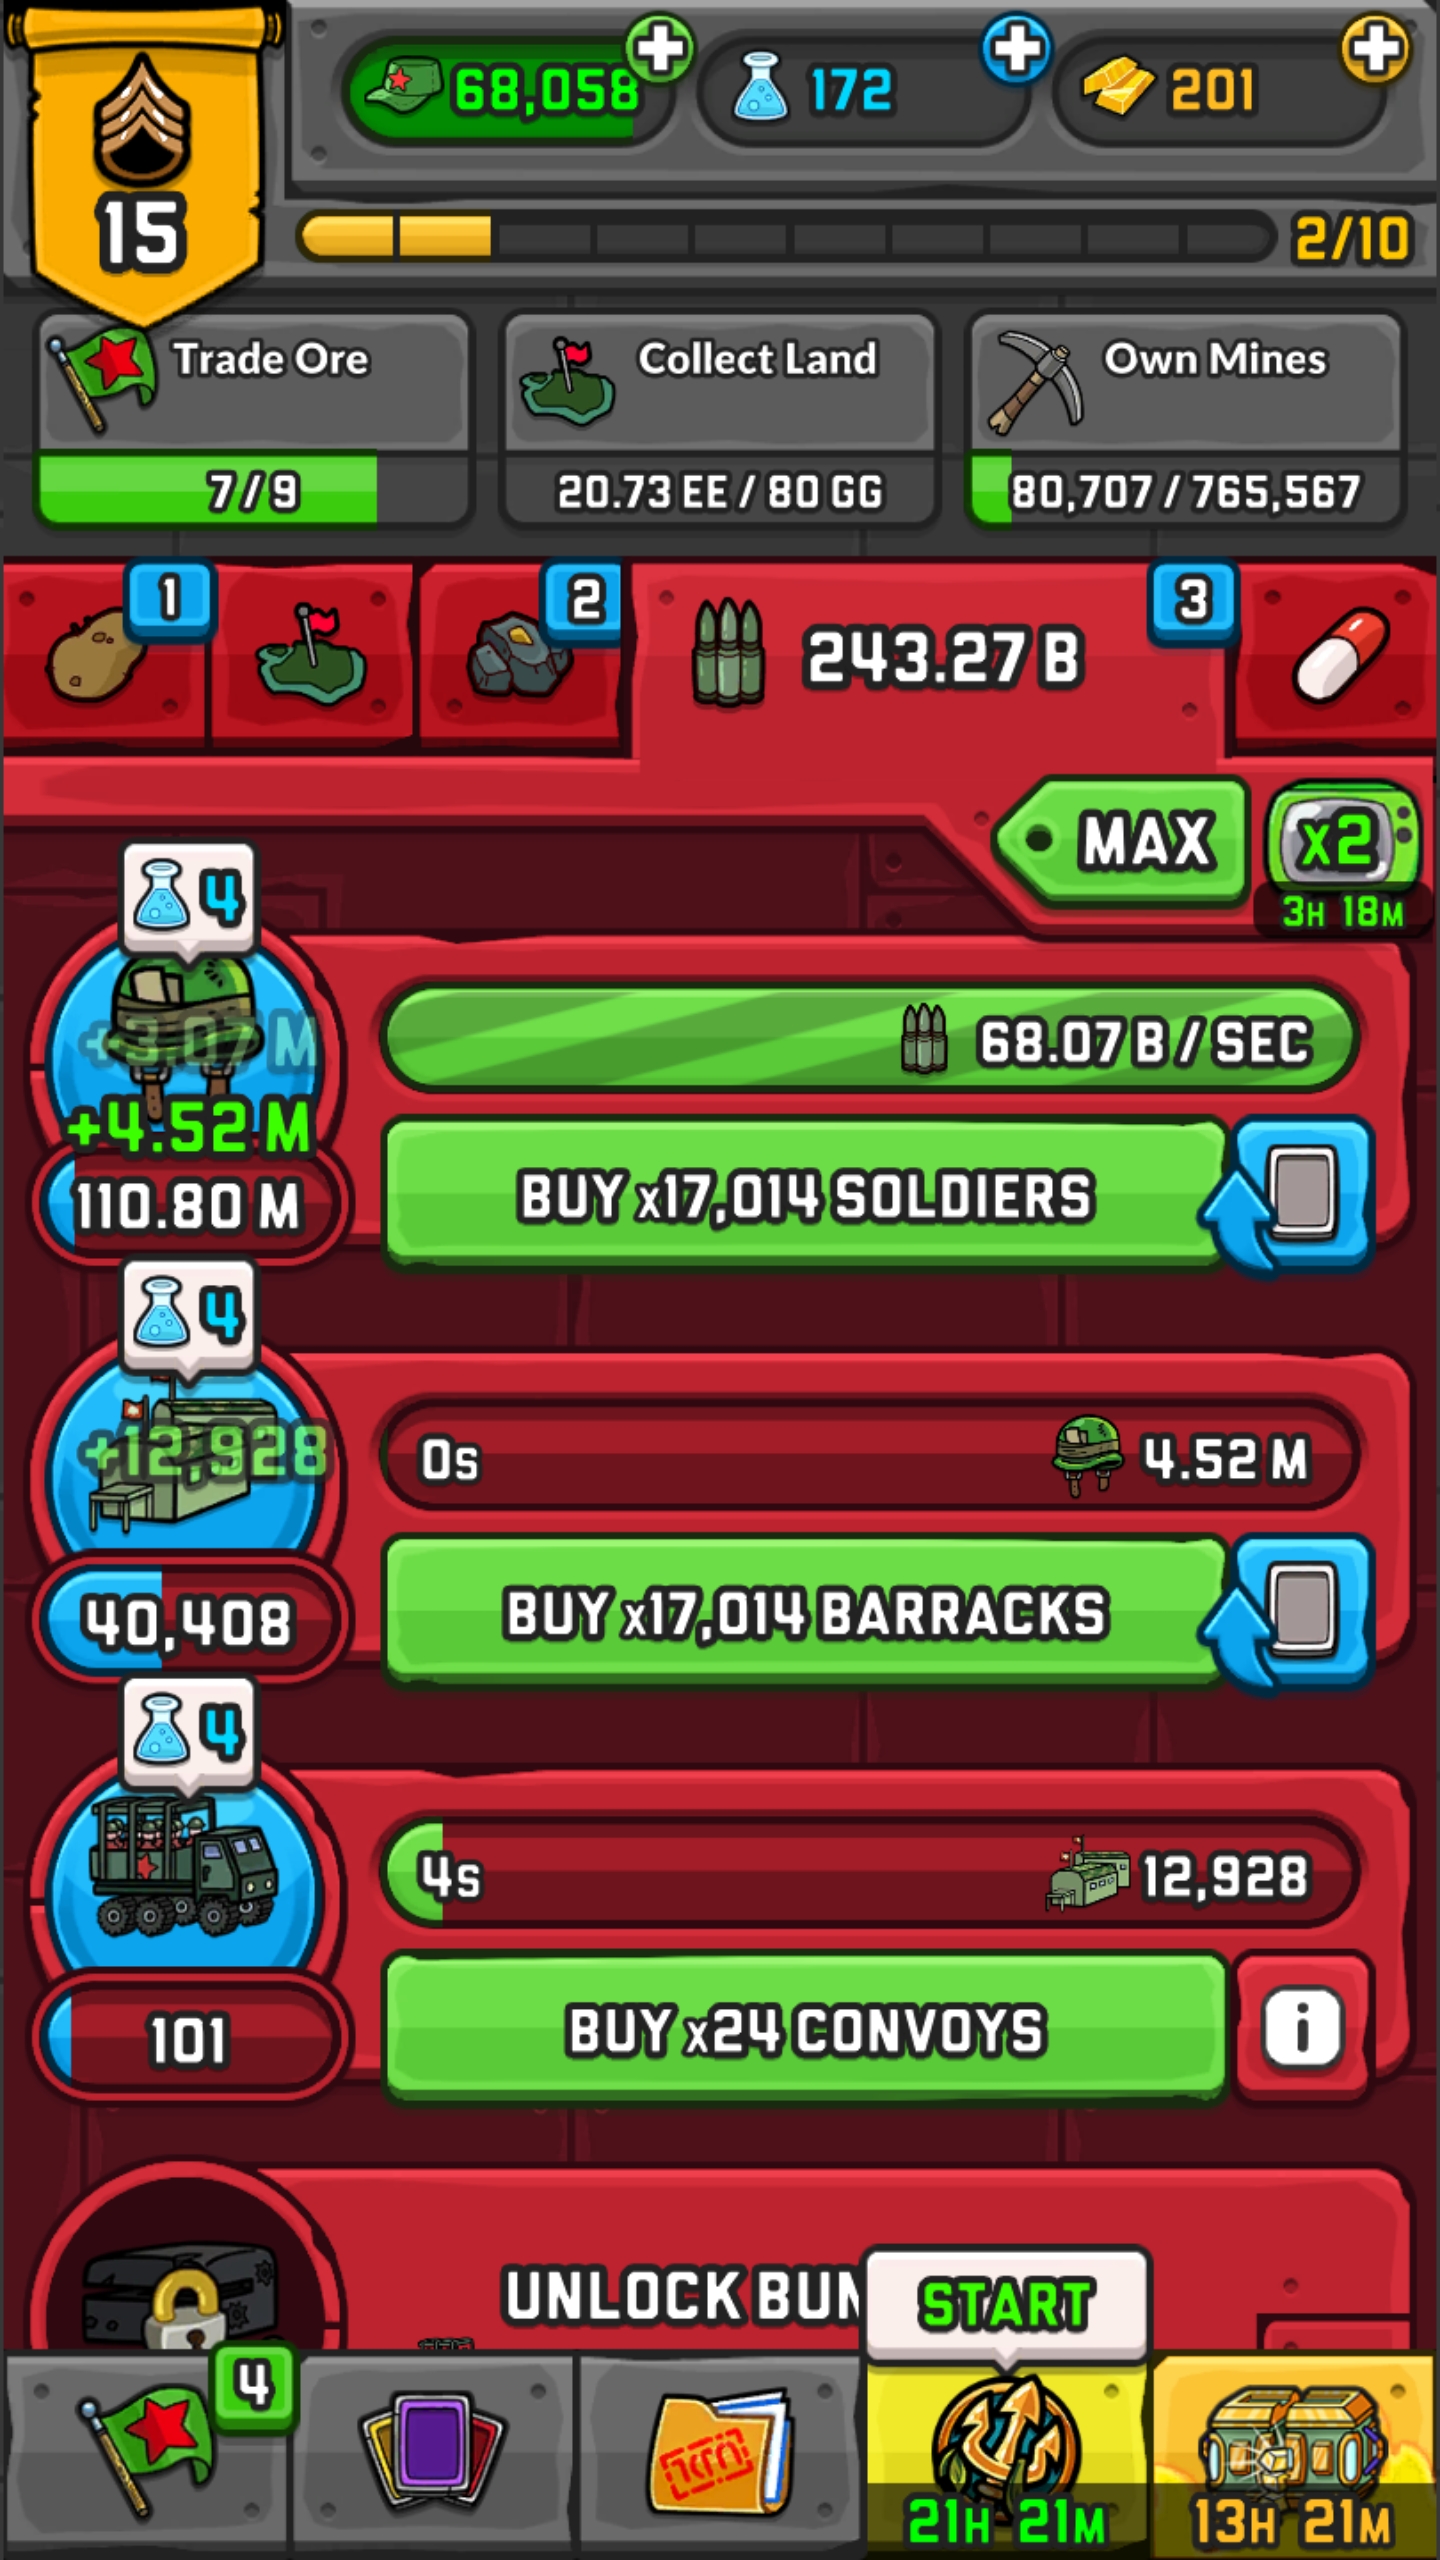 68,058
172
201
15
2/10
Trade Ore
Collect Land
Own Mines
7/9
20.73 EE / 80 GG
80,707 / 765,567
1
2
243.27 B
3
MAX
x2
3H 18M
4
+3.07 M
68.07 B / SEC
+4.52 M
110.80 M
BUY x17,014 SOLDIERS
4
+12,928
0s
4.52 M
40,408
BUY x17,014 BARRACKS
4
4s
12,928
101
BUY x24 CONVOYS
i
UNLOCK BUN
START
4
21H 21M
13H 21M